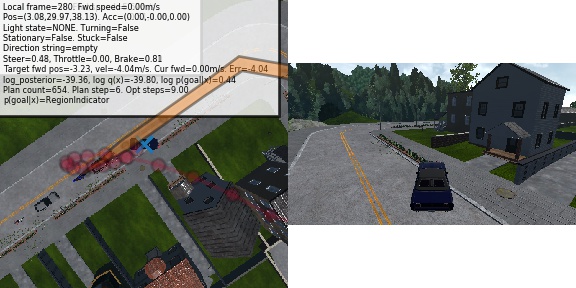 Local frame=280. Fwd speed=0.00m/s
Pos=(3.08,29.97,38.13). Acc=(0.00,-0.00,0.00)
Light state=NONE. Turning=False
Stationary=False. Stuck=False
Direction string=empty
Steer=0.48, Throttle=0.00, Brake=0.81
Target fwd pos=-3.23, vel=-4.04m/s. Cur fwd=0.00m/s. Err=-4.04
log_posterior=-39.36, log q(x)=-39.80, log p(goal|x)=0.44
Plan count=654. Plan step=6. Opt steps=9.00
p(goal|x)=RegionIndicator